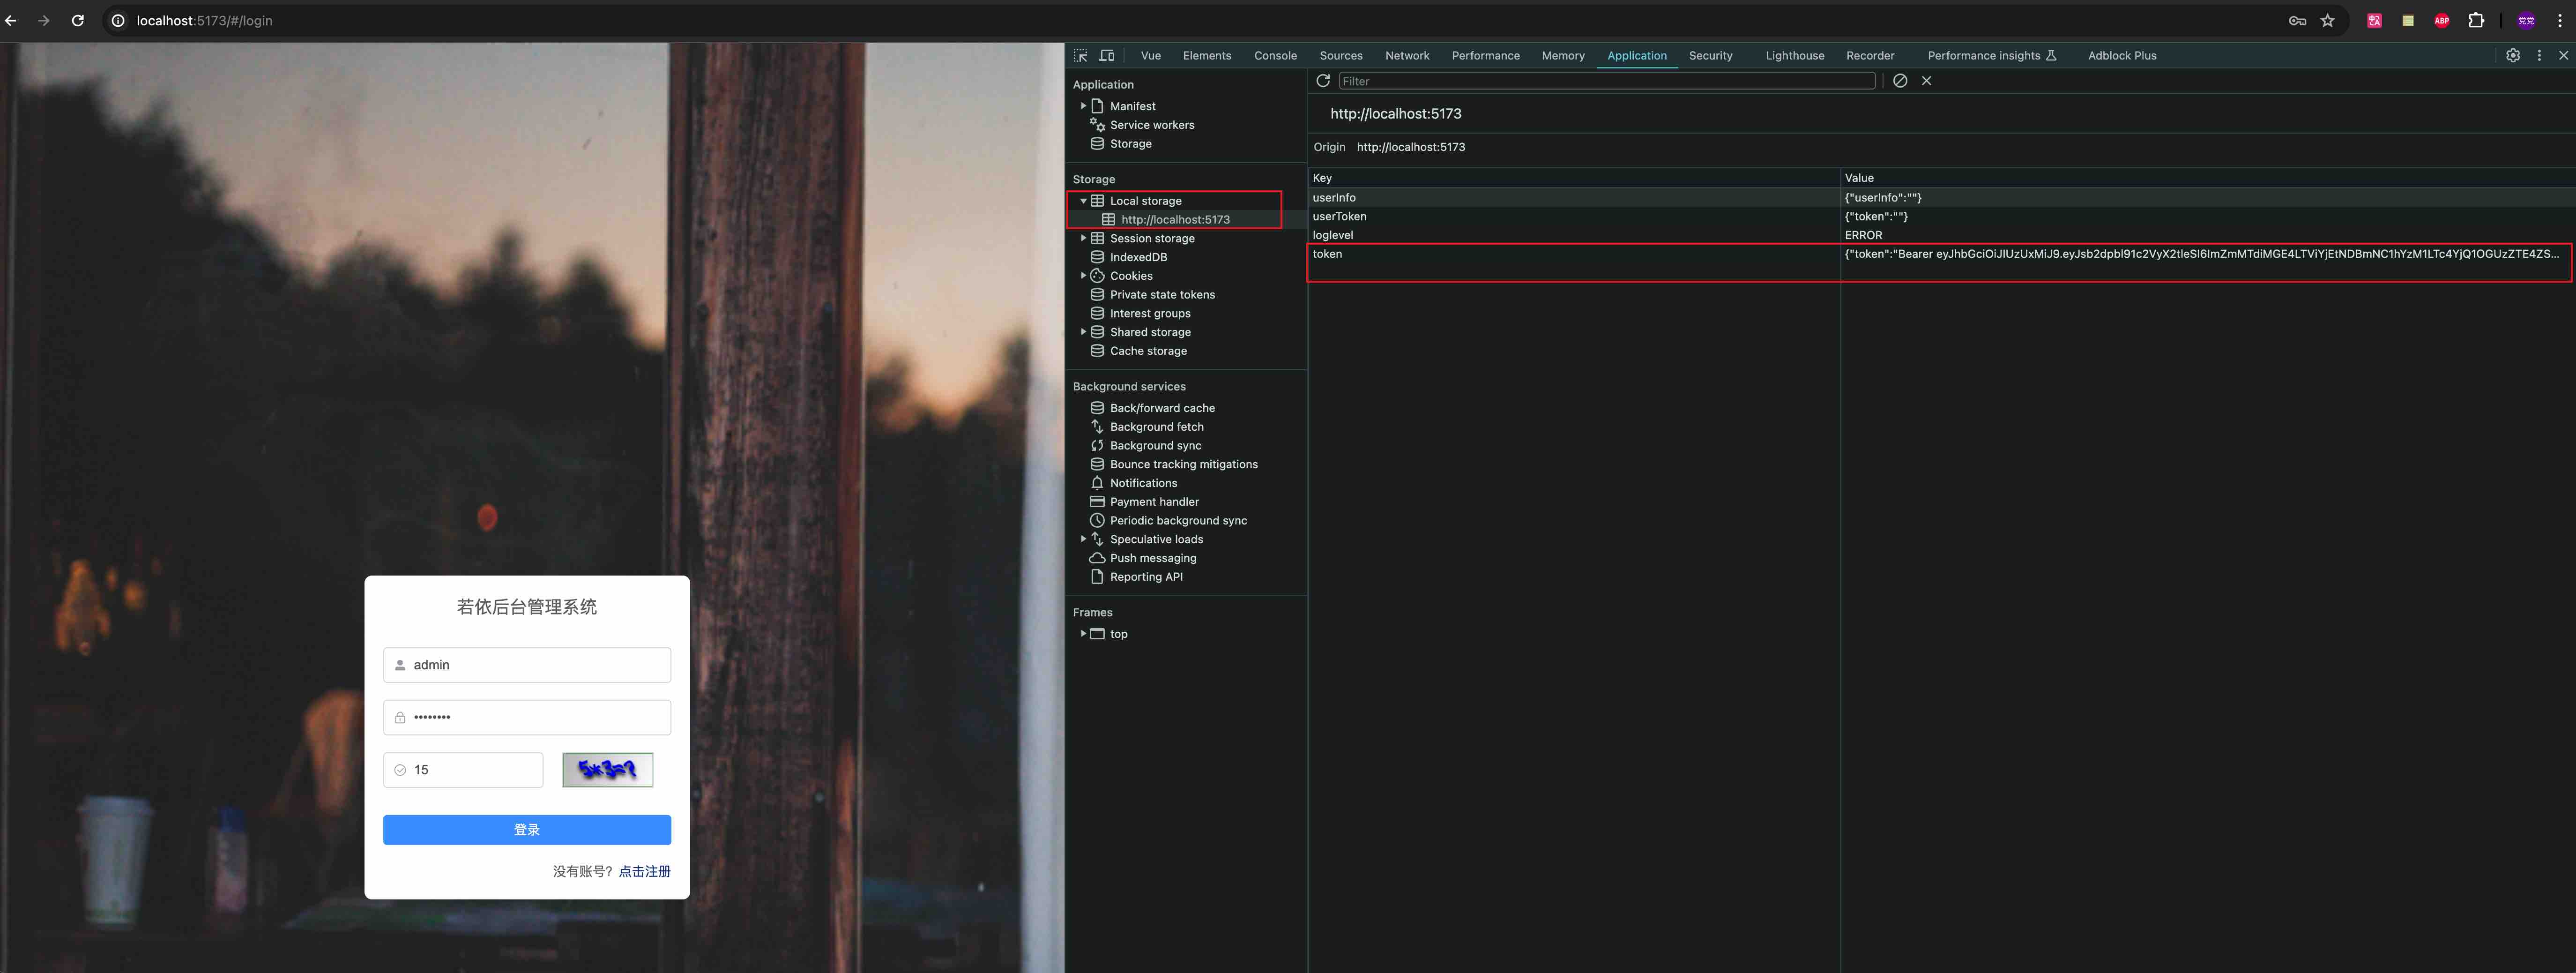 localhost:5173/#/login
ABP
党党
Vue Elements Console Sources Network Performance Memory Application Security Lighthouse Recorder Performance insights Adblock Plus
Application
Manifest
Service workers
Storage
Storage
Local storage
http://localhost:5173
Session storage
IndexedDB
Cookies
Private state tokens
Interest groups
Shared storage
Cache storage
Background services
Back/forward cache
Background fetch
Background sync
Bounce tracking mitigations
Notifications
Payment handler
Periodic background sync
Speculative loads
Push messaging
Reporting API
Frames
top
Filter
http://localhost:5173
Origin http://localhost:5173
Key Value
userInfo {"userInfo":""}
userToken {"token":""}
loglevel ERROR
token {"token":"Bearer
若依后台管理系统
admin
••••••••
15
5*3=?
登录
没有账号? 点击注册